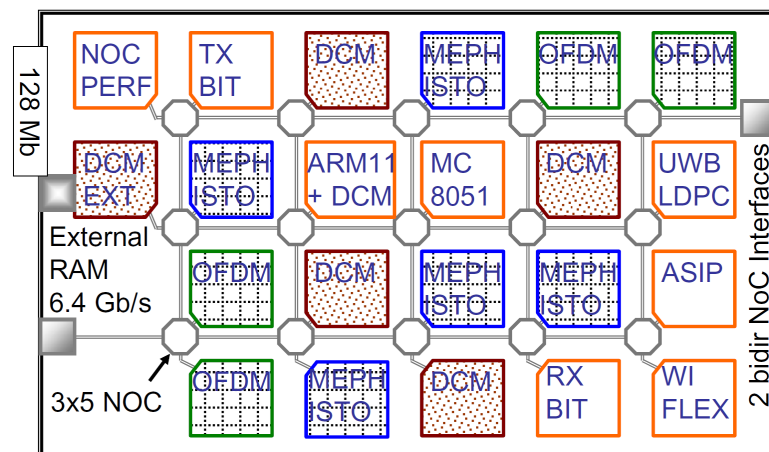 NOC
PERF
TX
BIT
DCM
MEPH
ISTO
OFDM
OFDM
128 Mb
DCM
EXT
MEPH
ISTO
ARM11
+ DCM
MC
8051
DCM
UWB
LDPC
External
RAM
6.4 Gb/s
OFDM
DCM
MEPH
ISTO
MEPH
ISTO
ASIP
2 bidir NoC Interfaces
3x5 NOC
OFDM
MEPH
ISTO
DCM
RX
BIT
WI
FLEX